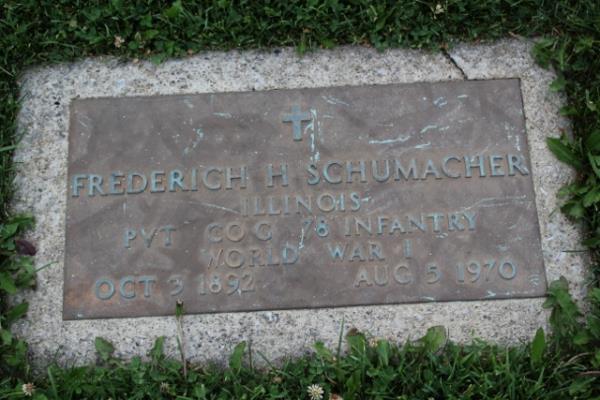 FREDERICH H SCHUMACHER
ILLINOIS
PVT CO G 78 INFANTRY
WORLD WAR I
OCT 3 1892 AUG 5 1970